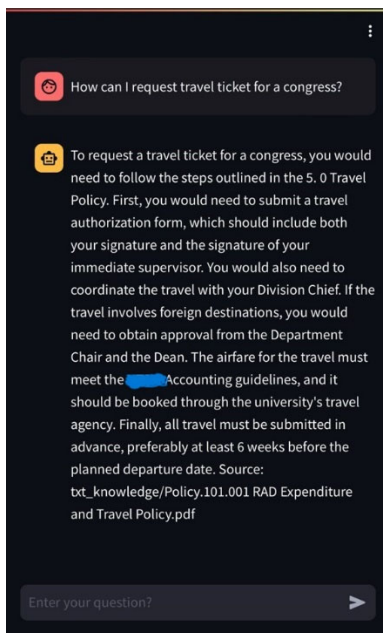 How can I request travel ticket for a congress?
To request a travel ticket for a congress, you would
need to follow the steps outlined in the 5. 0 Travel
Policy. First, you would need to submit a travel
authorization form, which should include both
your signature and the signature of your
immediate supervisor. You would also need to
coordinate the travel with your Division Chief. If the
travel involves foreign destinations, you would
need to obtain approval from the Department
Chair and the Dean. The airfare for the travel must
meet the Accounting guidelines, and it
should be booked through the university's travel
agency. Finally, all travel must be submitted in
advance, preferably at least 6 weeks before the
planned departure date. Source:
txt_knowledge/Policy.101.001 RAD Expenditure
and Travel Policy.pdf
Enter your question?